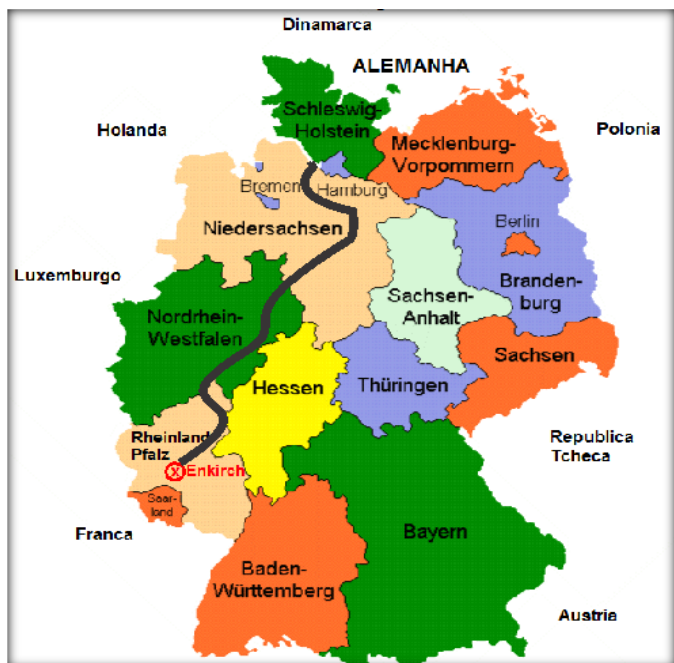 Dinamarca
ALEMANHA
Schleswig-
Holstein
Holanda
Polonia
Mecklenburg-
Vorpommern
Bremen
Hamburg
Niedersachsen
Berlin
Luxemburgo
Branden-
burg
Sachsen-
Anhalt
Nordrhein-
Westfalen
Sachsen
Hessen
Thüringen
Rheinland
Pfalz
Republica
Tcheca
x
Enkirch
Saar-
land
Franca
Bayern
Baden-
Württemberg
Austria